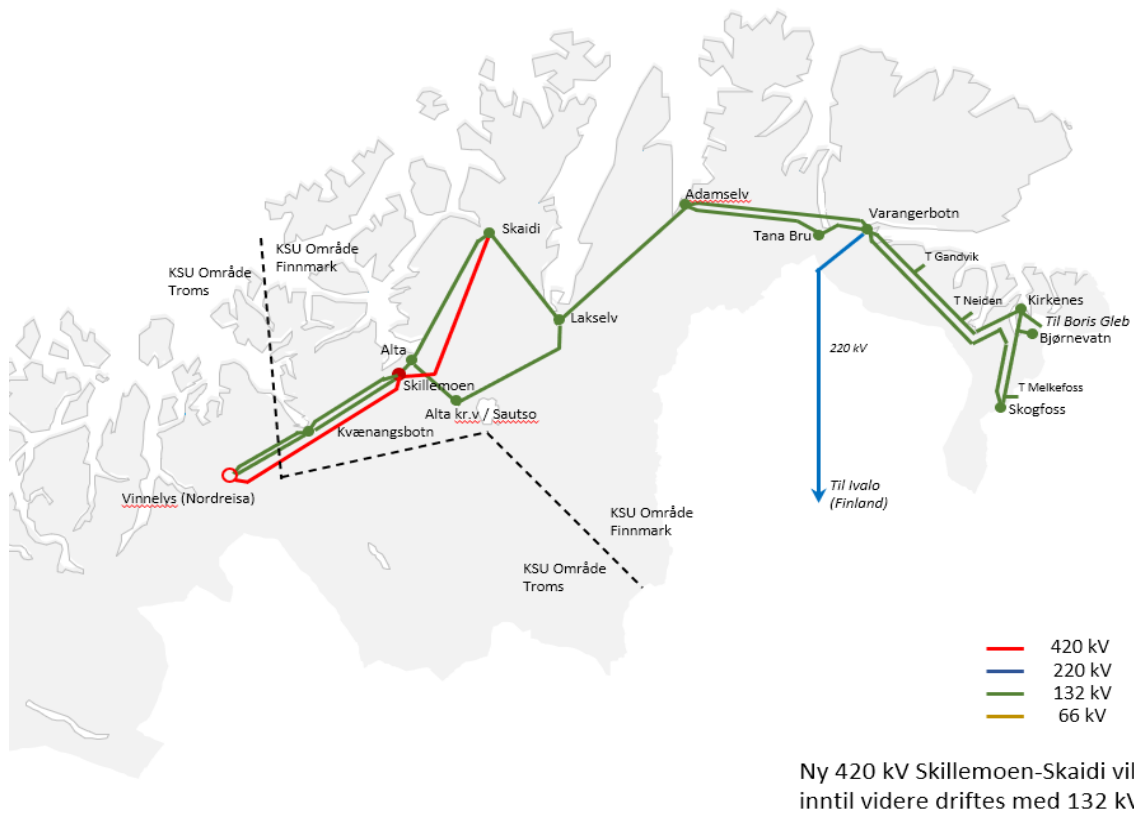 Adamselv
Varangerbotn
Skaidi
Tana Bru
KSU Område
Finnmark
KSU Område
Troms
T Gandvik
T Neiden
Kirkenes
Til Boris Gleb
Bjørnevatn
Lakselv
220 kV
Alta
Skillemoen
T Melkefoss
Skogfoss
Alta kr.v / Sautso
Kvænangsbotn
Vinnelys (Nordreisa)
Til Ivalo
(Finland)
KSU Område
Finnmark
KSU Område
Troms
420 kV
220 kV
132 kV
66 kV
Ny 420 kV Skillemoen-Skaidi vil
inntil videre driftes med 132 kV